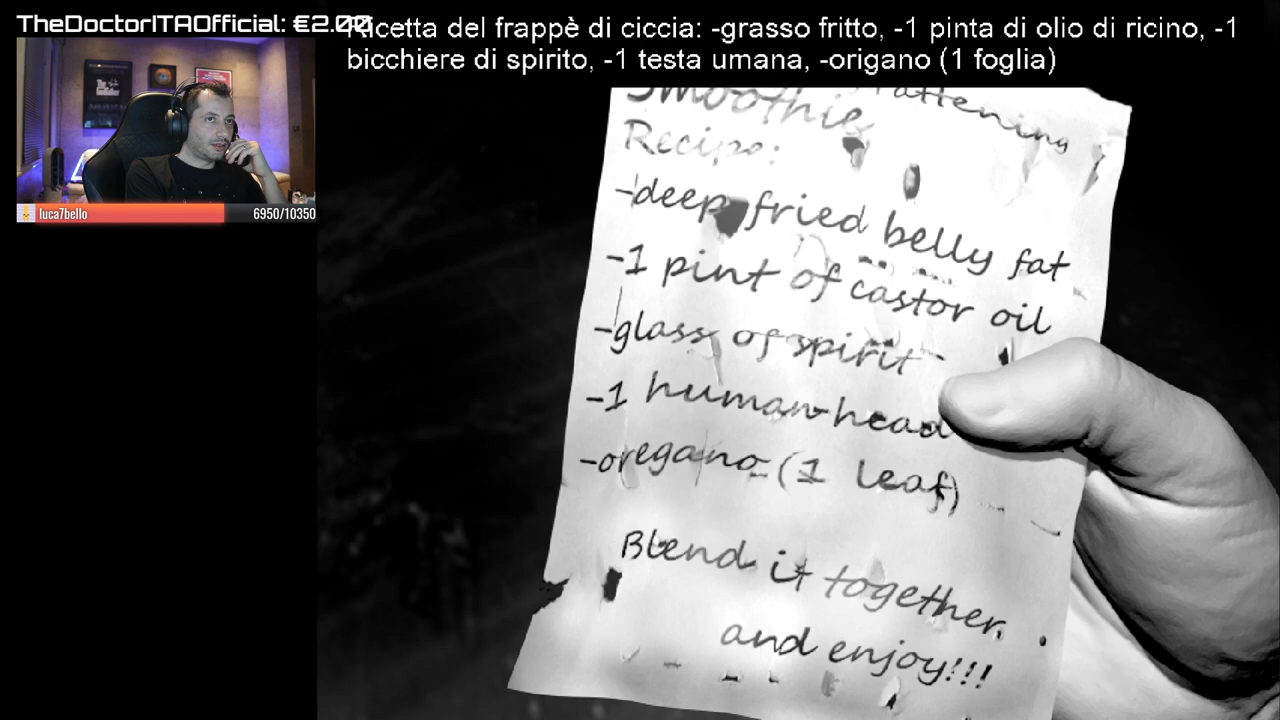 TheDoctorITAOfficial: €2.00
Ricetta del frappè di ciccia: -grasso fritto, -1 pinta di olio di ricino, -1
bicchiere di spirito, -1 testa umana, -origano (1 foglia)
luca7bello 6950/10350
Fattening
Smoothie
Recipe:
-deep fried belly fat
-1 pint of castor oil
-glass of spirit
-1 human head
-oregano (1 leaf)
Blend it together.
and enjoy!!!